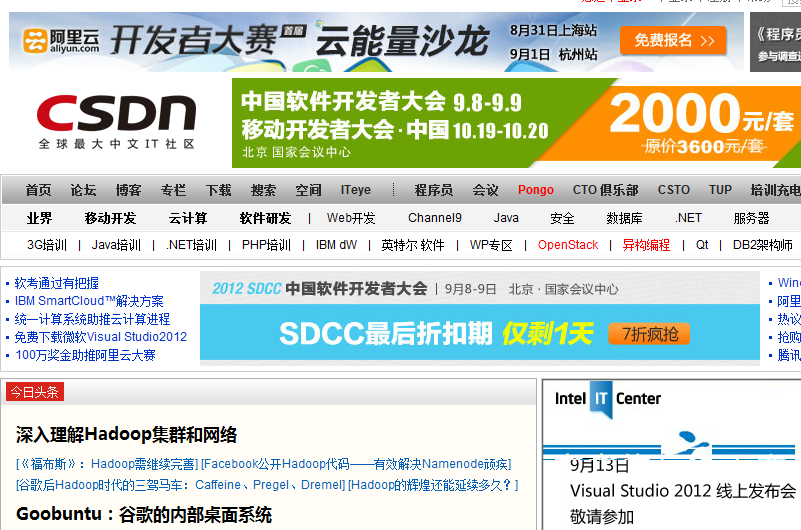 阿里云 aliyun.com
开发者大赛 首届 云能量沙龙
8月31日上海站
9月1日 杭州站
免费报名 >>
《程序员
参与调查送
CSDN
全球最大中文IT社区
中国软件开发者大会 9.8-9.9
移动开发者大会·中国 10.19-10.20
北京 国家会议中心
2000元/套
原价3600元/套
首页 论坛 博客 专栏 下载 搜索 空间 ITeye 程序员 会议 Pongo CTO俱乐部 CSTO TUP 培训充电
业界 移动开发 云计算 软件研发 | Web开发 Channel9 Java 安全 数据库 .NET 服务器
3G培训 | Java培训 | .NET培训 | PHP培训 | IBM dW | 英特尔 软件 | WP专区 | OpenStack | 异构编程 | Qt | DB2架构师
软考通过有把握
IBM SmartCloud™解决方案
统一计算系统助推云计算进程
免费下载微软Visual Studio2012
100万奖金助推阿里云大赛
2012 SDCC 中国软件开发者大会 | 9月8-9日 北京·国家会议中心
SDCC最后折扣期 仅剩1天 7折疯抢
Wind
阿里
热议
抢购
腾讯
今日头条
深入理解Hadoop集群和网络
[《福布斯》：Hadoop需继续完善] [Facebook公开Hadoop代码——有效解决Namenode顽疾]
[谷歌后Hadoop时代的三驾马车：Caffeine、Pregel、Dremel] [Hadoop的辉煌还能延续多久？]
Goobuntu：谷歌的内部桌面系统
Intel IT Center
9月13日
Visual Studio 2012 线上发布会
敬请参加